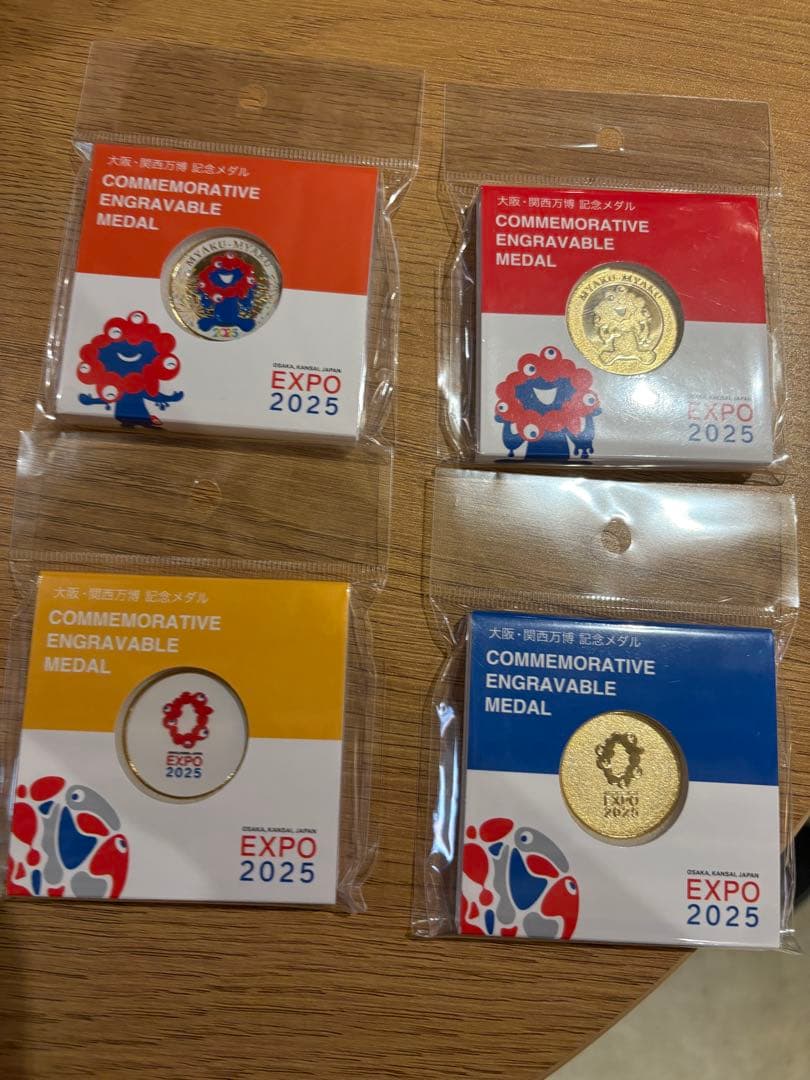 大阪・関西万博 記念メダル
COMMEMORATIVE
ENGRAVABLE
MEDAL
MYAKU-MYAKU
2025
OSAKA, KANSAI, JAPAN
EXPO
2025
大阪・関西万博 記念メダル
COMMEMORATIVE
ENGRAVABLE
MEDAL
MYAKU-MYAKU
OSAKA, KANSAI, JAPAN
EXPO
2025
大阪・関西万博 記念メダル
COMMEMORATIVE
ENGRAVABLE
MEDAL
EXPO
2025
OSAKA, KANSAI, JAPAN
EXPO
2025
大阪・関西万博 記念メダル
COMMEMORATIVE
ENGRAVABLE
MEDAL
EXPO
2025
OSAKA, KANSAI, JAPAN
EXPO
2025